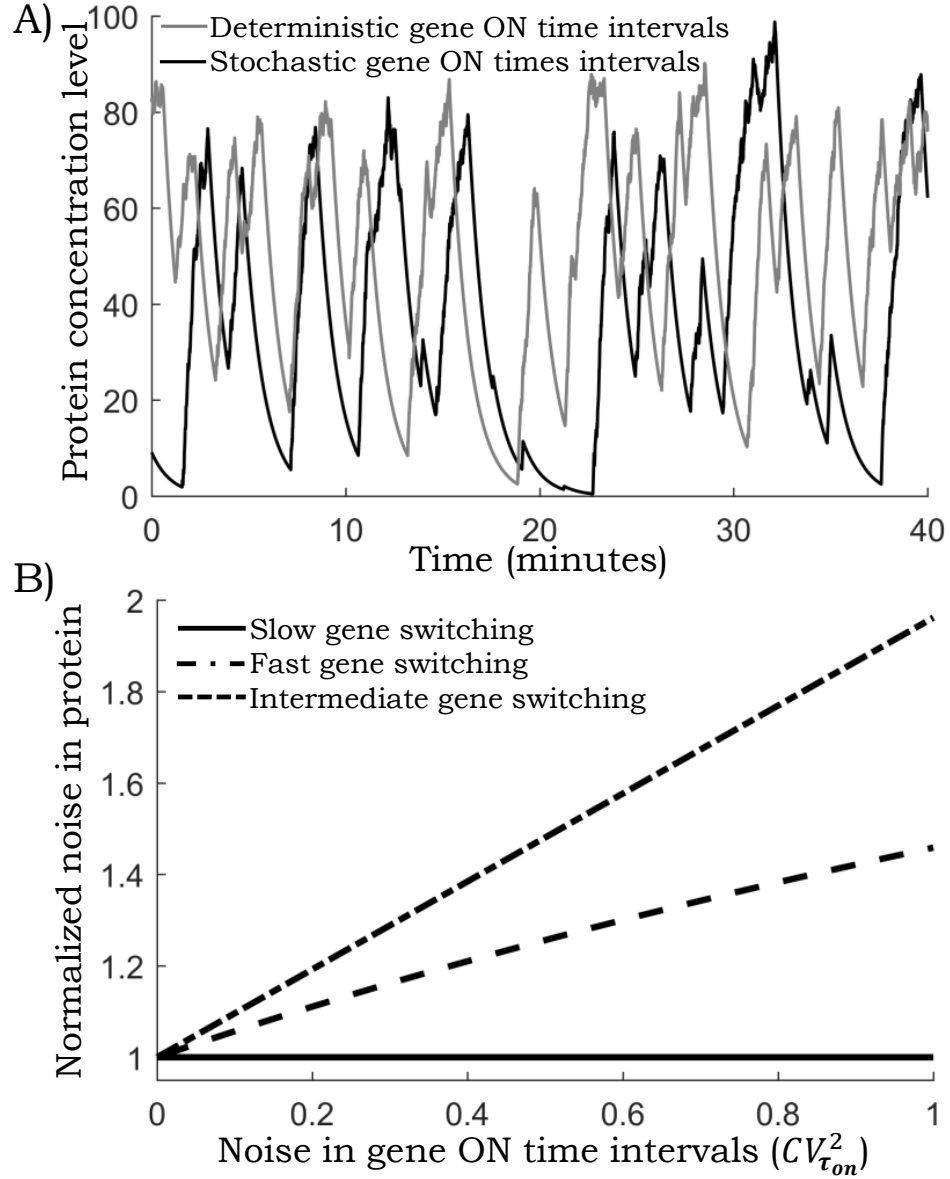 A)
Deterministic gene ON time intervals
Stochastic gene ON times intervals
Protein concentration level
100
80
60
40
20
0
0 10 20 30 40
Time (minutes)
B)
Slow gene switching
Fast gene switching
Intermediate gene switching
Normalized noise in protein
2
1.8
1.6
1.4
1.2
1
0 0.2 0.4 0.6 0.8 1
Noise in gene ON time intervals (𝐶𝑉²τₒₙ)